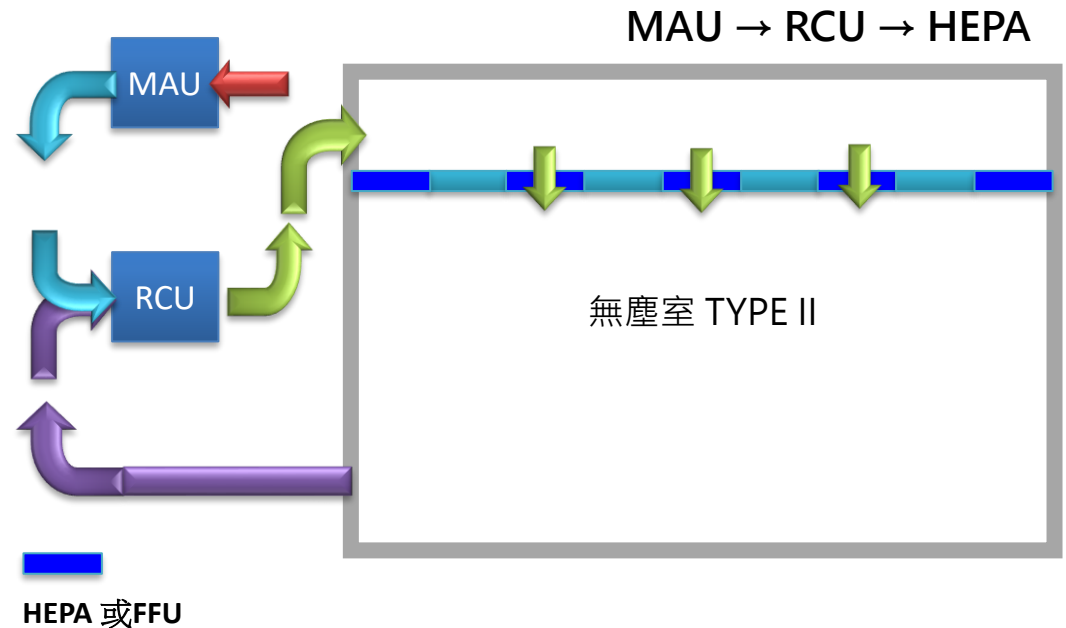 MAU → RCU → HEPA
MAU
RCU
無塵室 TYPE II
HEPA 或FFU